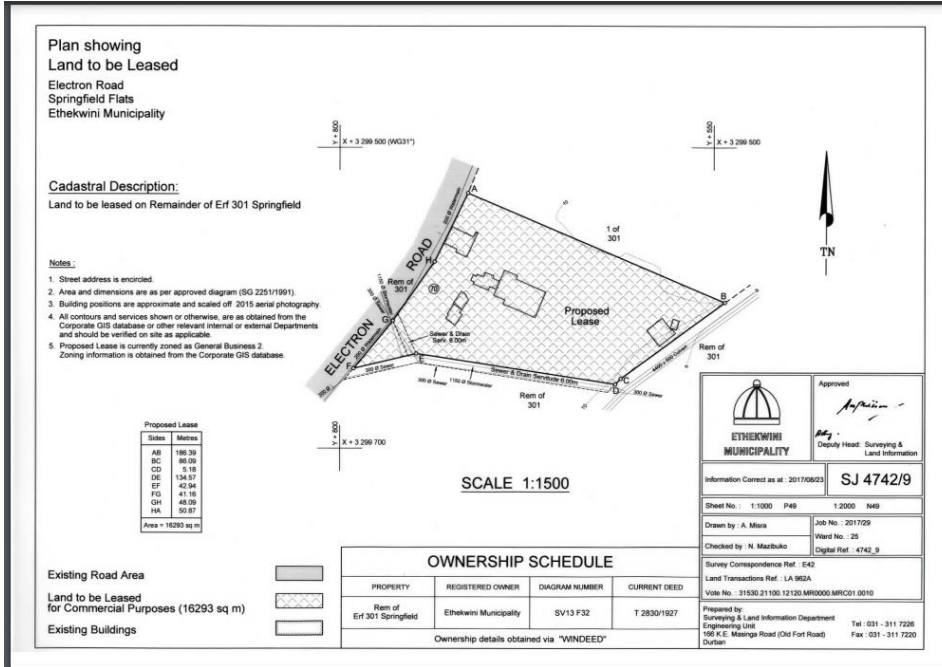 Plan showing
Land to be Leased
Electron Road
Springfield Flats
Ethekwini Municipality
Cadastral Description:
Land to be leased on Remainder of Erf 301 Springfield
Notes :
1. Street address is encircled.
2. Area and dimensions are as per approved diagram (SG 2251/1991).
3. Building positions are approximate and scaled off 2015 aerial photography.
4. All contours and services shown or otherwise, are as obtained from the
Corporate GIS database or other relevant internal or external Departments
and should be verified on site as applicable.
5. Proposed Lease is currently zoned as General Business 2.
Zoning information is obtained from the Corporate GIS database.
Proposed Lease
Sides Metres
AB 186.39
BC 86.09
CD 5.18
DE 134.57
EF 42.94
FG 41.16
GH 48.09
HA 50.87
Area = 16293 sq m
Existing Road Area
Land to be Leased
for Commercial Purposes (16293 sq m)
Existing Buildings
Y + 800
X + 3 299 500 (WG31°)
Y + 550
X + 3 299 500
TN
A
1 of
301
H
ROAD
Rem of
301
70
B
Proposed
Lease
G
Sewer & Drain
Serv. 6.00m
Rem of
301
ELECTRON
E
F
Sewer & Drain Servitude 6.00m
C
D
300 Ø Sewer
300 Ø Sewer
1150 Ø Stormwater
300 Ø Sewer
Rem of
301
10
Y + 800
X + 3 299 700
SCALE 1:1500
OWNERSHIP SCHEDULE
PROPERTY REGISTERED OWNER DIAGRAM NUMBER CURRENT DEED
Rem of
Erf 301 Springfield Ethekwini Municipality SV13 F32 T 2830/1927
Ownership details obtained via "WINDEED"
ETHEKWINI
MUNICIPALITY
Approved
Deputy Head: Surveying &
Land Information
Information Correct as at : 2017/08/23
SJ 4742/9
Sheet No. : 1:1000 P49 1:2000 N49
Drawn by : A. Misra
Checked by : N. Mazibuko
Job No. : 2017/29
Ward No. : 25
Digital Ref. : 4742_9
Survey Correspondence Ref. : E42
Land Transactions Ref. : LA 962A
Vote No. : 31530.21100.12120.MR0000.MRC01.0010
Prepared by:
Surveying & Land Information Department
Engineering Unit
166 K.E. Masinga Road (Old Fort Road)
Durban
Tel : 031 - 311 7226
Fax : 031 - 311 7220